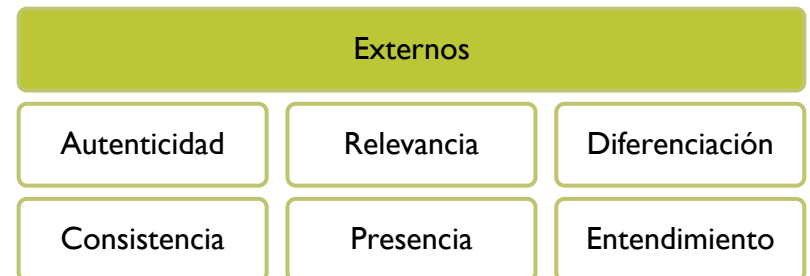 Externos
Autenticidad
Relevancia
Diferenciación
Consistencia
Presencia
Entendimiento